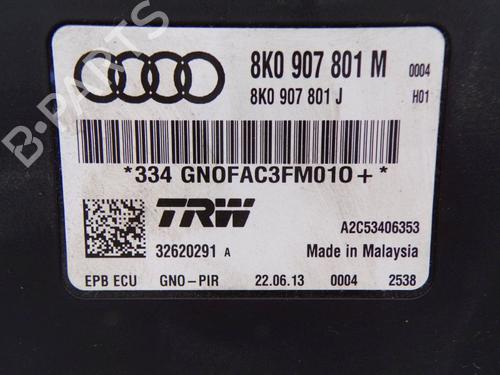 8K0 907 801 M 0004
8K0 907 801 J H01
*334 GN0FAC3FM010+*
TRW
A2C53406353
32620291 A Made in Malaysia
EPB ECU GNO-PIR 22.06.13 0004 2538
B-PARTS